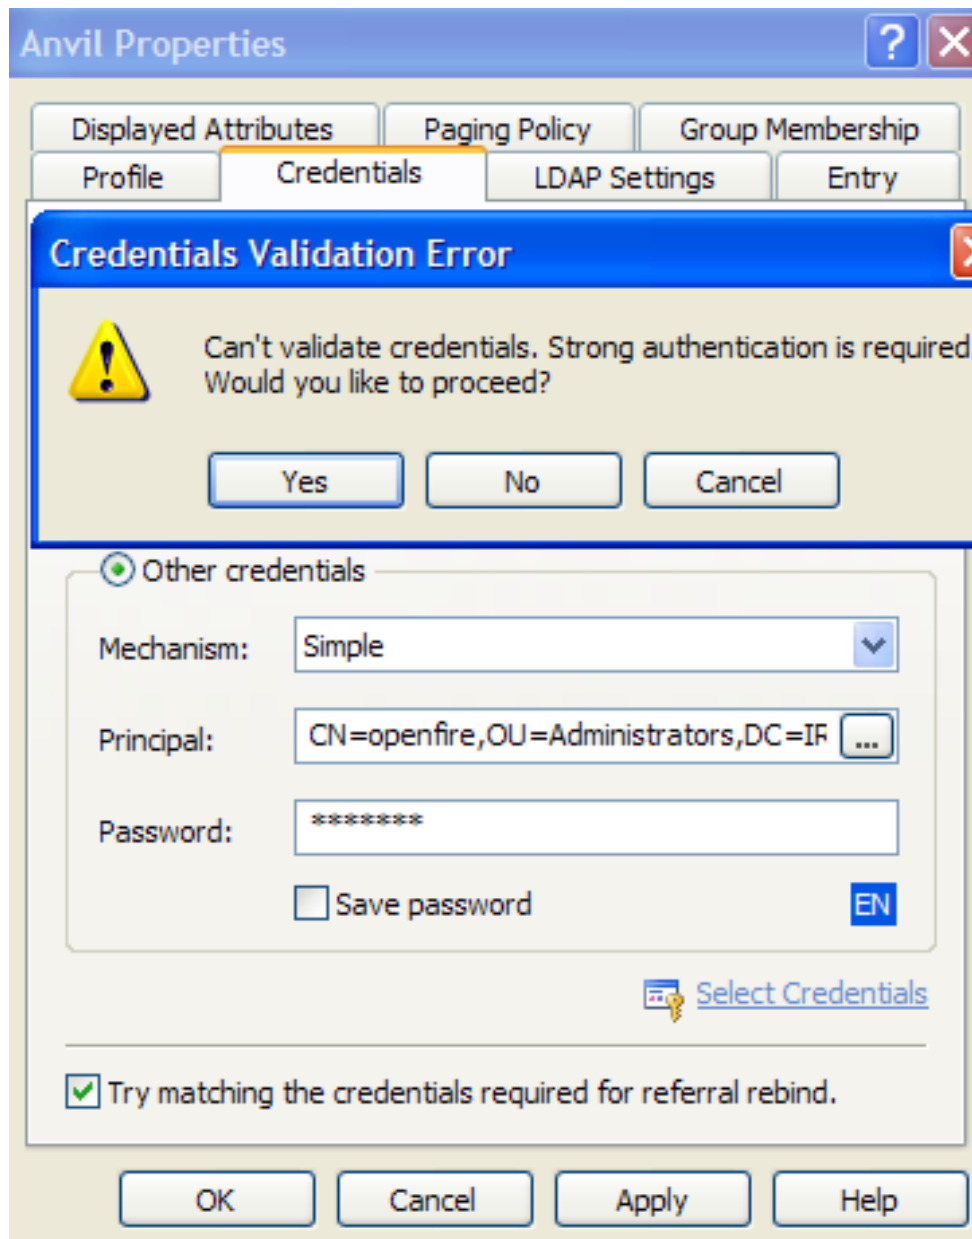 Anvil Properties
Displayed Attributes Paging Policy Group Membership
Profile Credentials LDAP Settings Entry
Credentials Validation Error
Can't validate credentials. Strong authentication is required
Would you like to proceed?
Yes No Cancel
Other credentials
Mechanism: Simple
Principal: CN=openfire,OU=Administrators,DC=IR ...
Password: *******
Save password EN
Select Credentials
Try matching the credentials required for referral rebind.
OK Cancel Apply Help